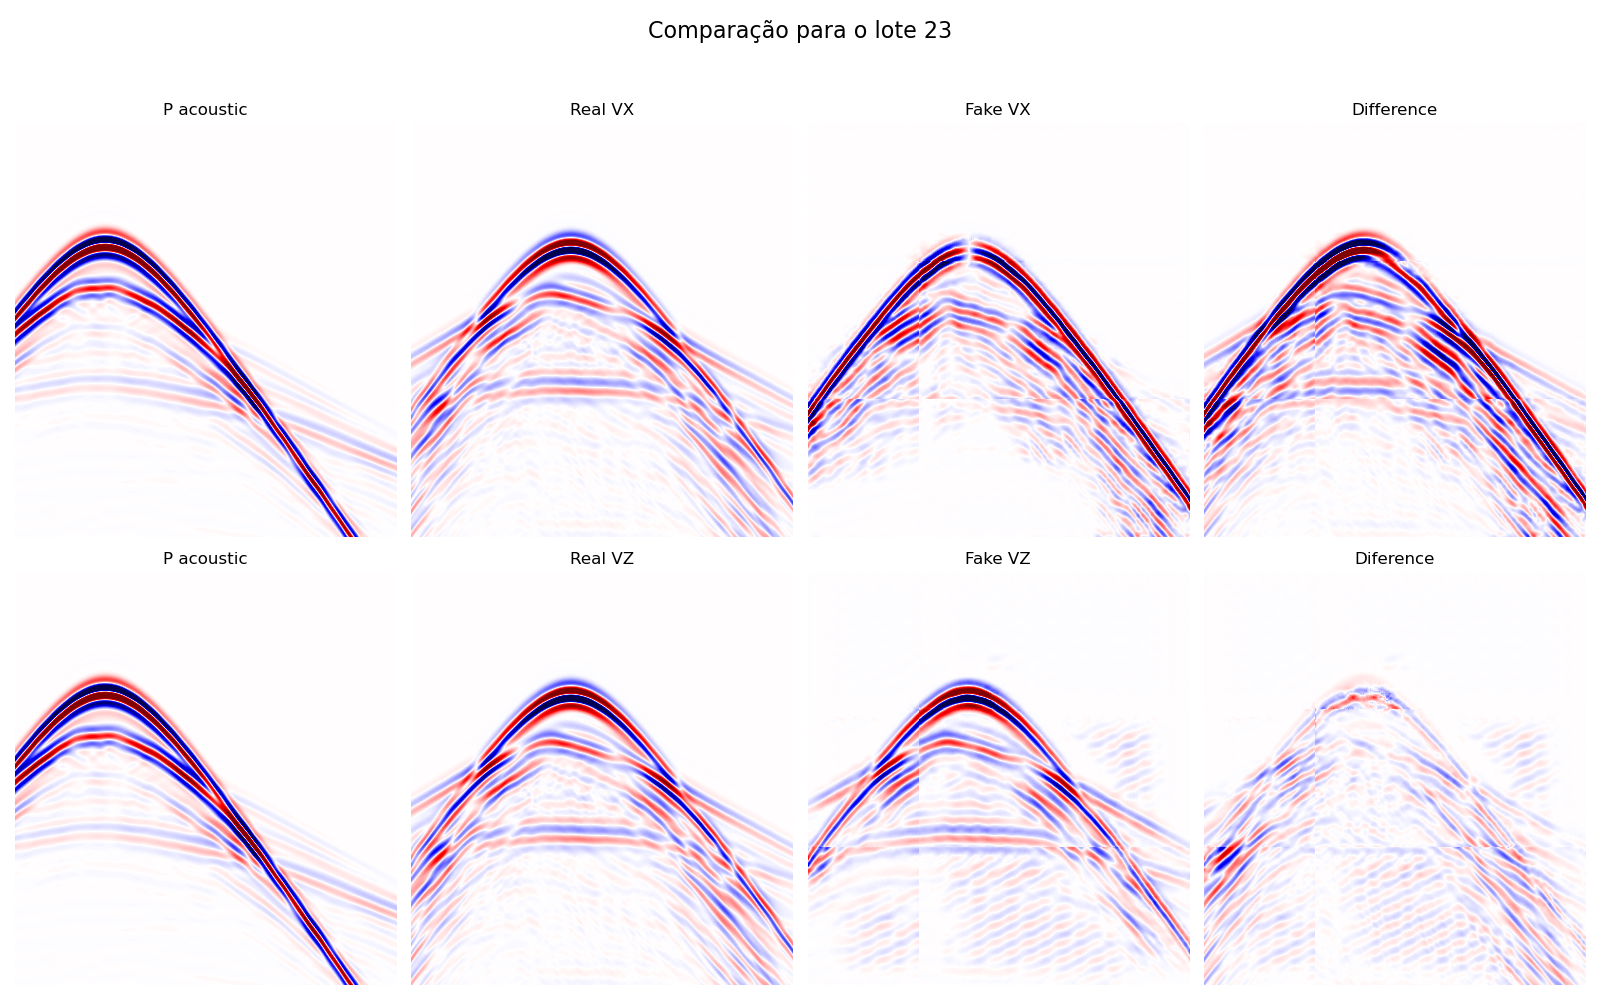 Comparação para o lote 23
P acoustic
Real VX
Fake VX
Difference
P acoustic
Real VZ
Fake VZ
Diference